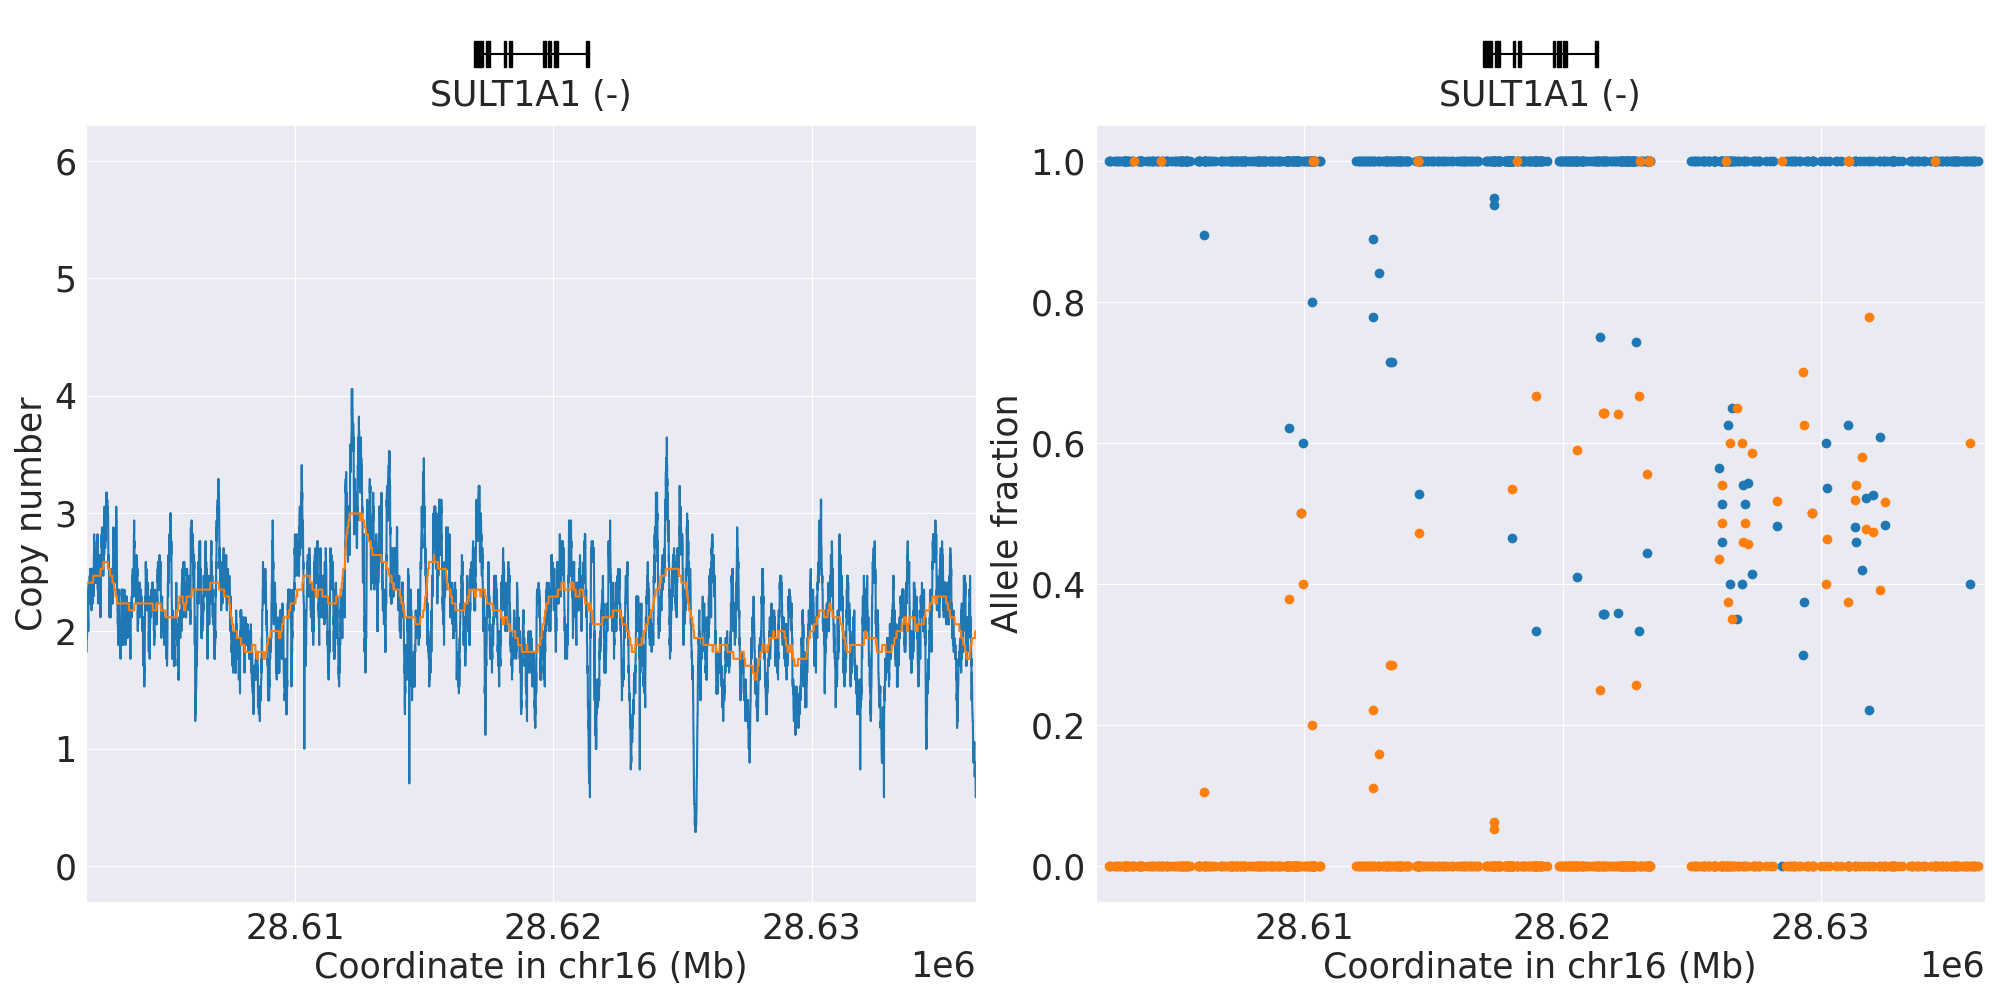 SULT1A1 (-)
Copy number
6
5
4
3
2
1
0
28.61
28.62
28.63
Coordinate in chr16 (Mb)
1e6
SULT1A1 (-)
Allele fraction
1.0
0.8
0.6
0.4
0.2
0.0
28.61
28.62
28.63
Coordinate in chr16 (Mb)
1e6